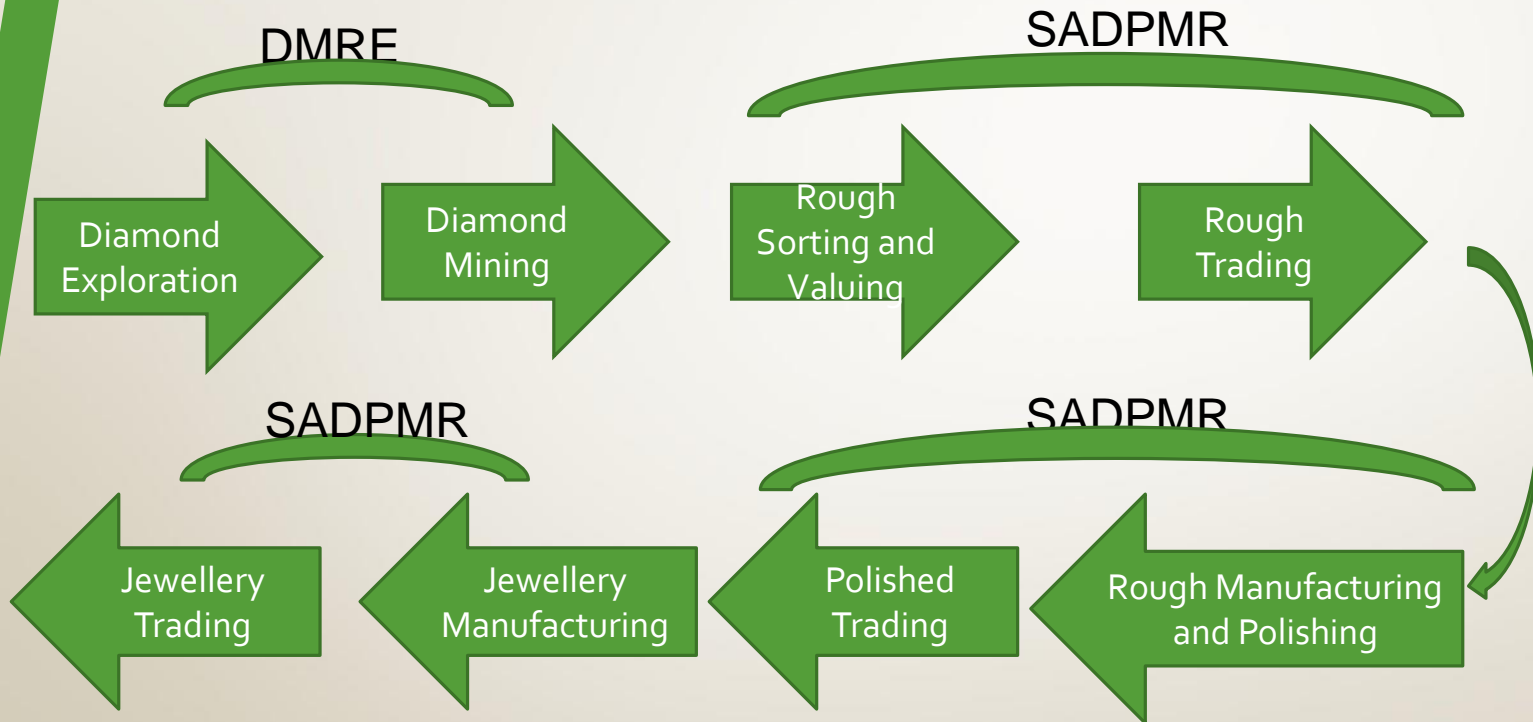 DMRE
SADPMR
Diamond
Exploration
Diamond
Mining
Rough
Sorting and
Valuing
Rough
Trading
SADPMR
SADPMR
Jewellery
Trading
Jewellery
Manufacturing
Polished
Trading
Rough Manufacturing
and Polishing